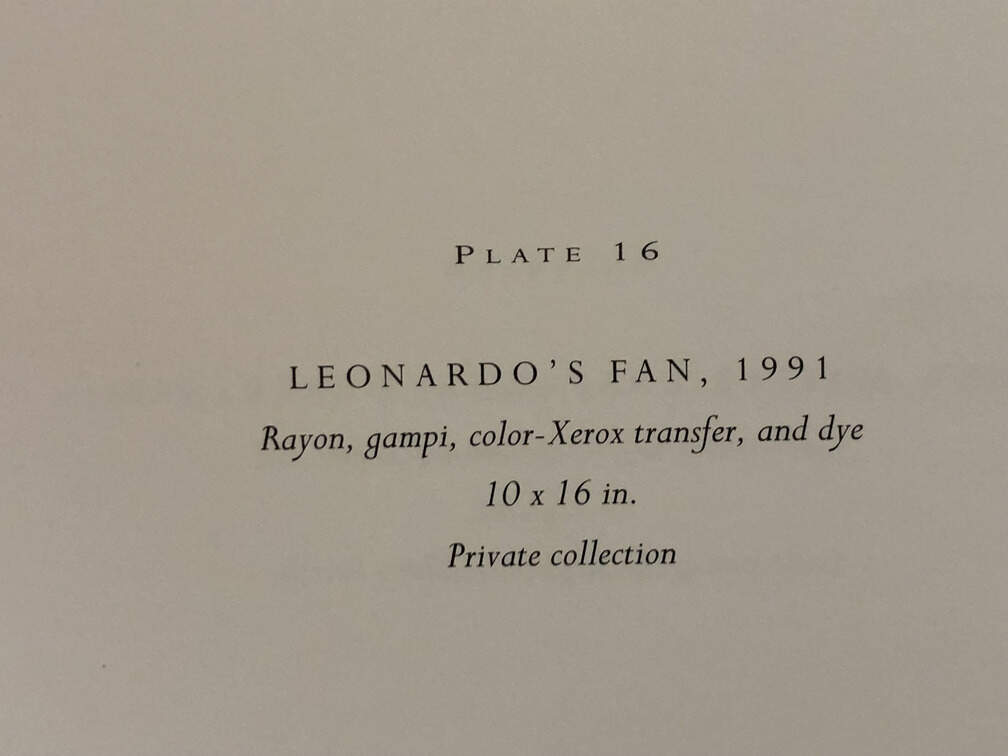 PLATE 16
LEONARDO'S FAN, 1991
Rayon, gampi, color-Xerox transfer, and dye
10 x 16 in.
Private collection